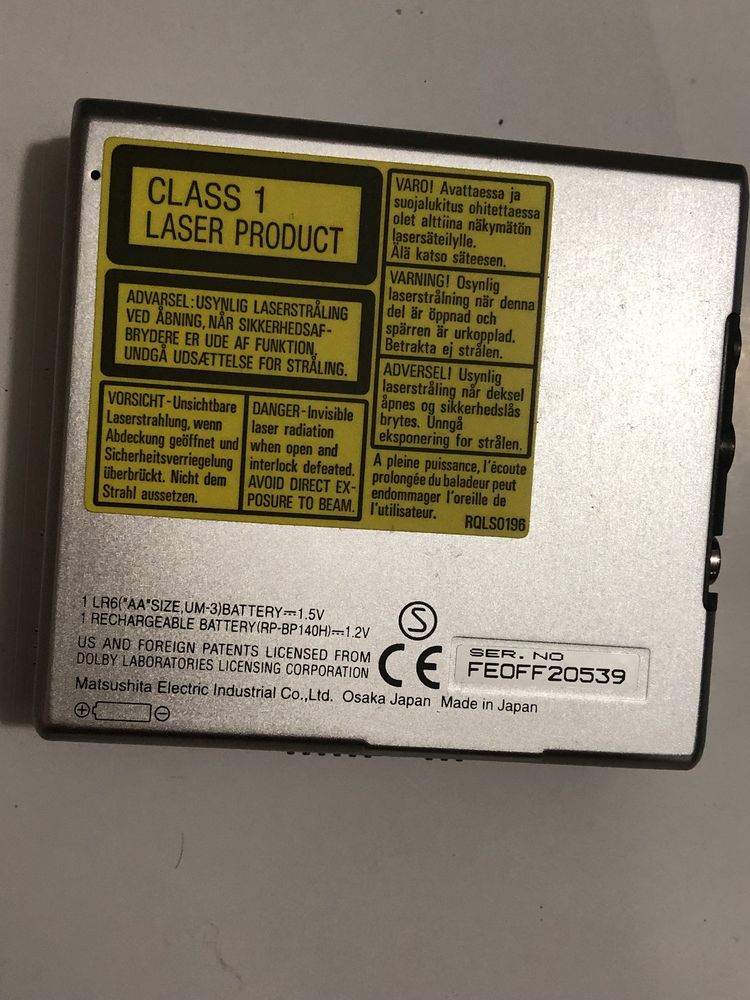 CLASS 1
LASER PRODUCT
ADVARSEL:USYNLIG LASERSTRÅLING
VED ÅBNING, NÅR SIKKERHEDSAF-
BRYDERE ER UDE AF FUNKTION,
UNDGÅ UDSÆTTELSE FOR STRÅLING.
VORSICHT-Unsichtbare
Laserstrahlung, wenn
Abdeckung geöffnet und
Sicherheitsverriegelung
überbrückt. Nicht dem
Strahl aussetzen.
DANGER-Invisible
laser radiation
when open and
interlock defeated.
AVOID DIRECT EX-
POSURE TO BEAM.
VARO! Avattaessa ja
suojalukitus ohitettaessa
olet alttiina näkymätön
lasersäteilylle.
Älä katso säteesen.
VARNING! Osynlig
laserstrålning när denna
del är öppnad och
spärren är urkopplad.
Betrakta ej strålen.
ADVERSEL! Usynlig
laserstråling når deksel
åpnes og sikkerhedslås
brytes. Unngå
eksponering for strålen.
A pleine puissance, l'écoute
prolongée du baladeur peut
endommager l'oreille de
l'utilisateur.
RQLS0196
1 LR6("AA"SIZE,UM-3)BATTERY⎓1.5V
1 RECHARGEABLE BATTERY(RP-BP140H)⎓1.2V
US AND FOREIGN PATENTS LICENSED FROM
DOLBY LABORATORIES LICENSING CORPORATION
S
CE
SER. NO
FE0FF20539
Matsushita Electric Industrial Co.,Ltd. Osaka Japan Made in Japan
⊕ ⊖